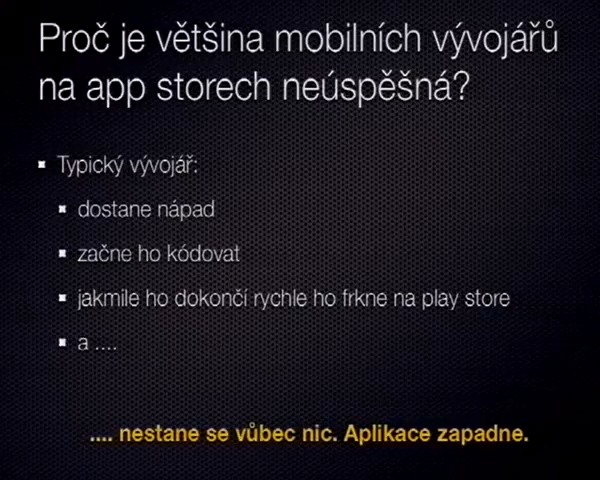 Proč je většina mobilních vývojářů
na app storech neúspěšná?
Typický vývojář:
dostane nápad
začne ho kódovat
jakmile ho dokončí rychle ho frkne na play store
a ....
.... nestane se vůbec nic. Aplikace zapadne.